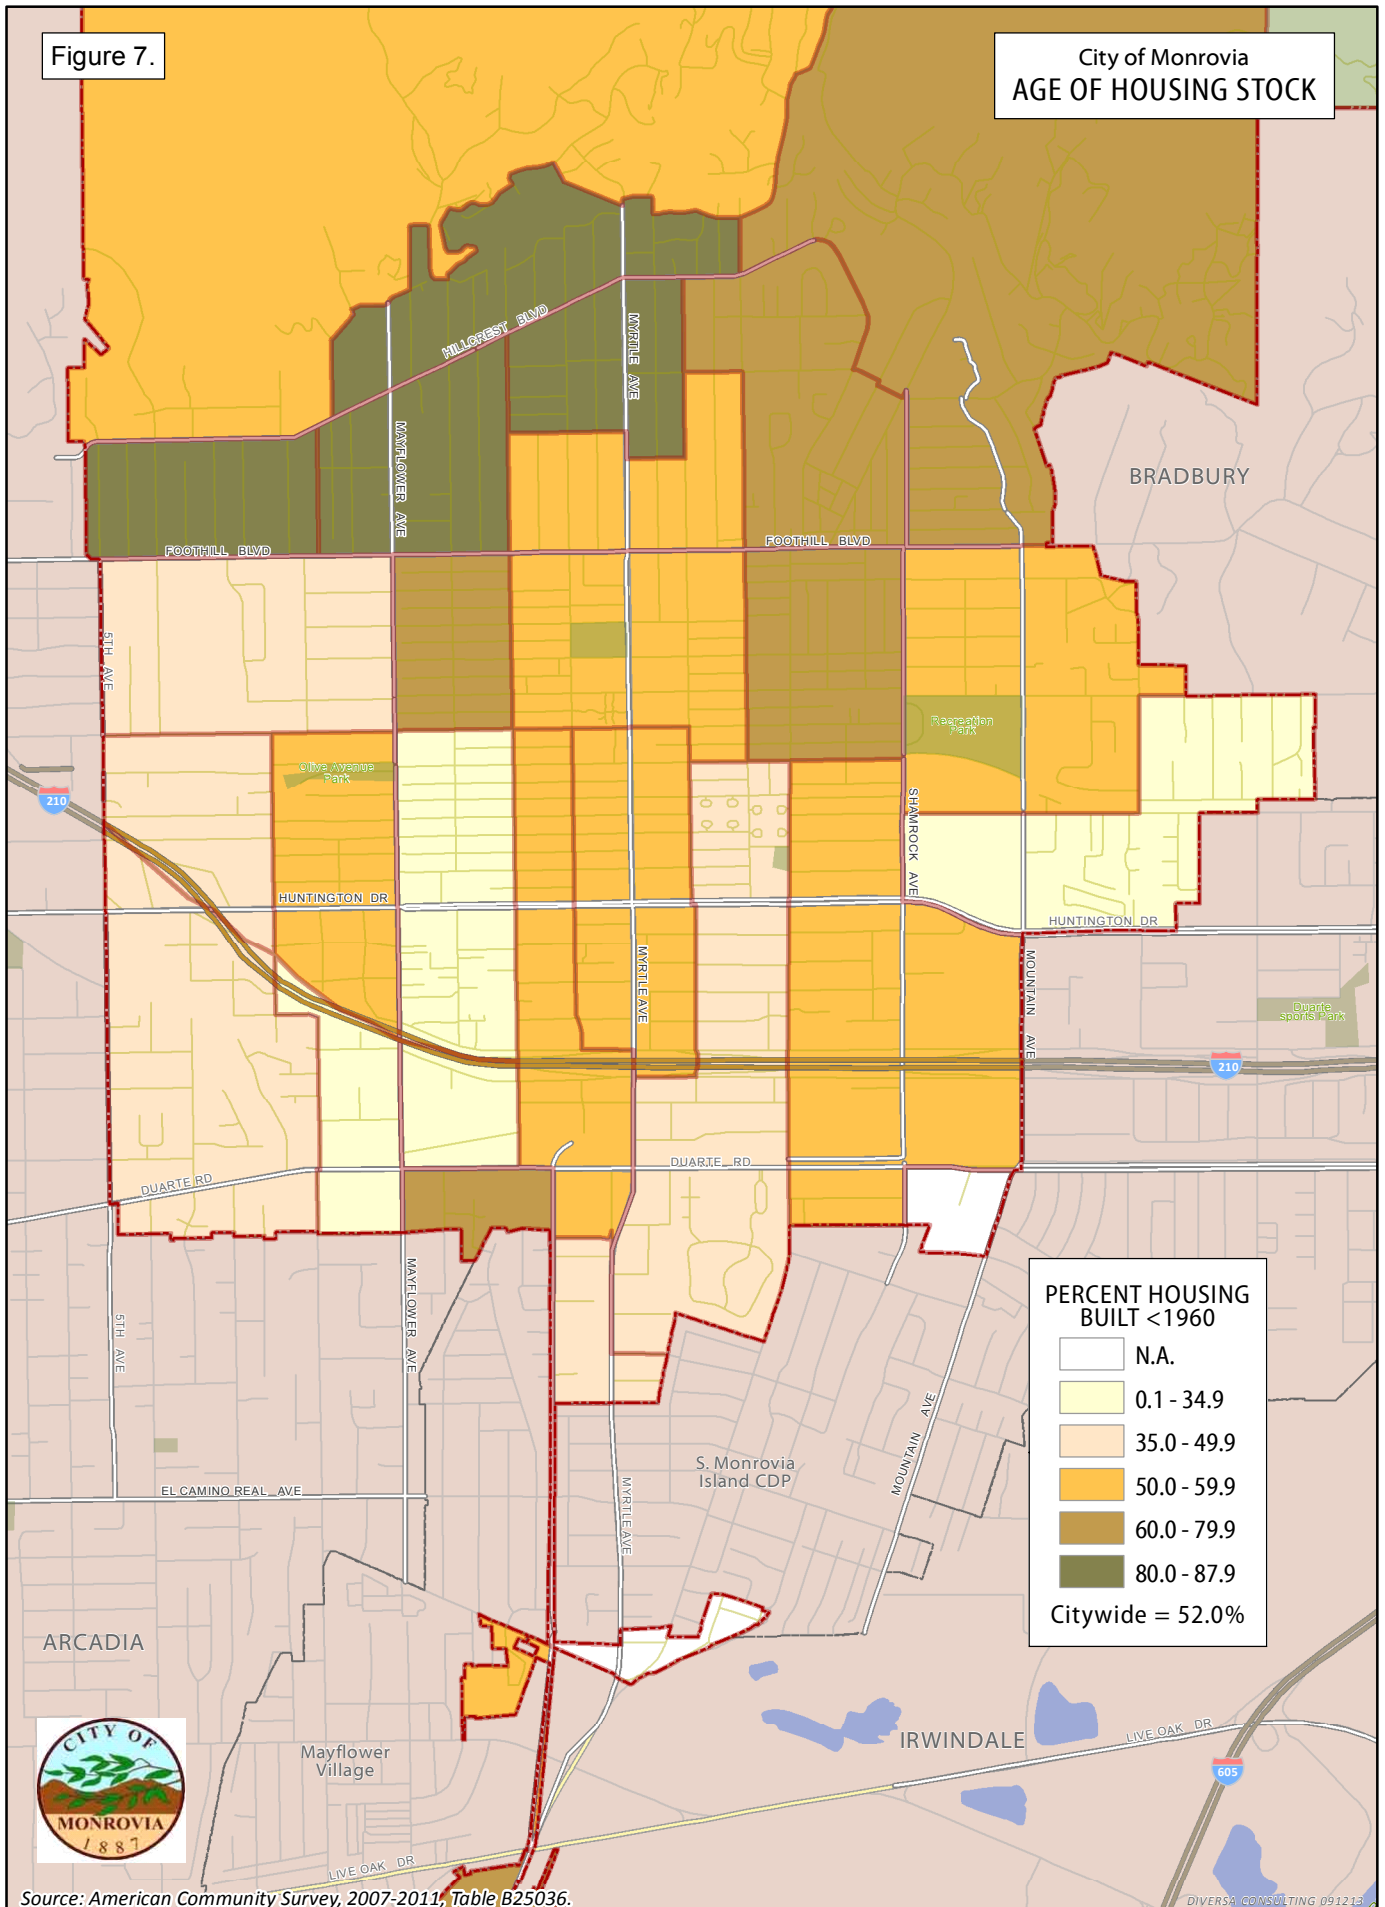 Figure 7.
City of Monrovia
AGE OF HOUSING STOCK
HILLCREST BLVD
MYRTLE AVE
MAYFLOWER AVE
BRADBURY
FOOTHILL BLVD
FOOTHILL BLVD
5TH AVE
Recreation
Park
Olive Avenue
Park
210
SHAMROCK AVE
HUNTINGTON DR
HUNTINGTON DR
MYRTLE AVE
MOUNTAIN AVE
Duarte
sports Park
210
DUARTE RD
DUARTE RD
MAYFLOWER AVE
5TH AVE
PERCENT HOUSING
BUILT <1960
N.A.
0.1 - 34.9
35.0 - 49.9
50.0 - 59.9
60.0 - 79.9
80.0 - 87.9
Citywide = 52.0%
MOUNTAIN AVE
S. Monrovia
Island CDP
EL CAMINO REAL AVE
MYRTLE AVE
ARCADIA
CITY OF
MONROVIA
1887
Mayflower
Village
IRWINDALE
LIVE OAK DR
605
LIVE OAK DR
Source: American Community Survey, 2007-2011, Table B25036.
DIVERSA CONSULTING 091213